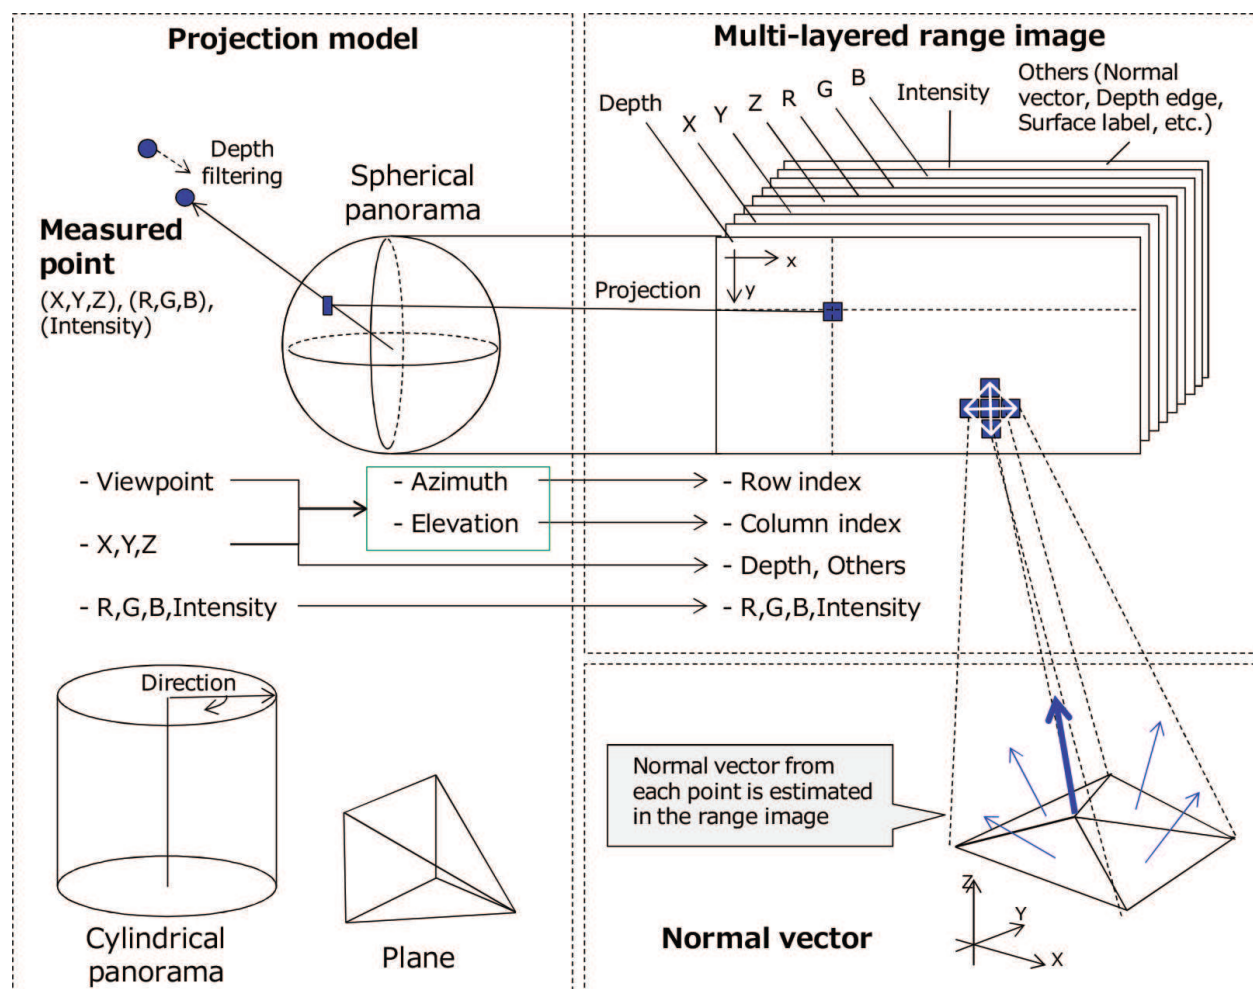 Projection model
Depth
filtering
Spherical
panorama
Measured
point
(X,Y,Z), (R,G,B),
(Intensity)
Projection
- Viewpoint
- X,Y,Z
- R,G,B,Intensity
- Azimuth
- Elevation
Direction
Cylindrical
panorama
Plane
Multi-layered range image
Depth
X
Y
Z
R
G
B
Intensity
Others (Normal
vector, Depth edge,
Surface label, etc.)
x
y
- Row index
- Column index
- Depth, Others
- R,G,B,Intensity
Normal vector from
each point is estimated
in the range image
Normal vector
Z
Y
X